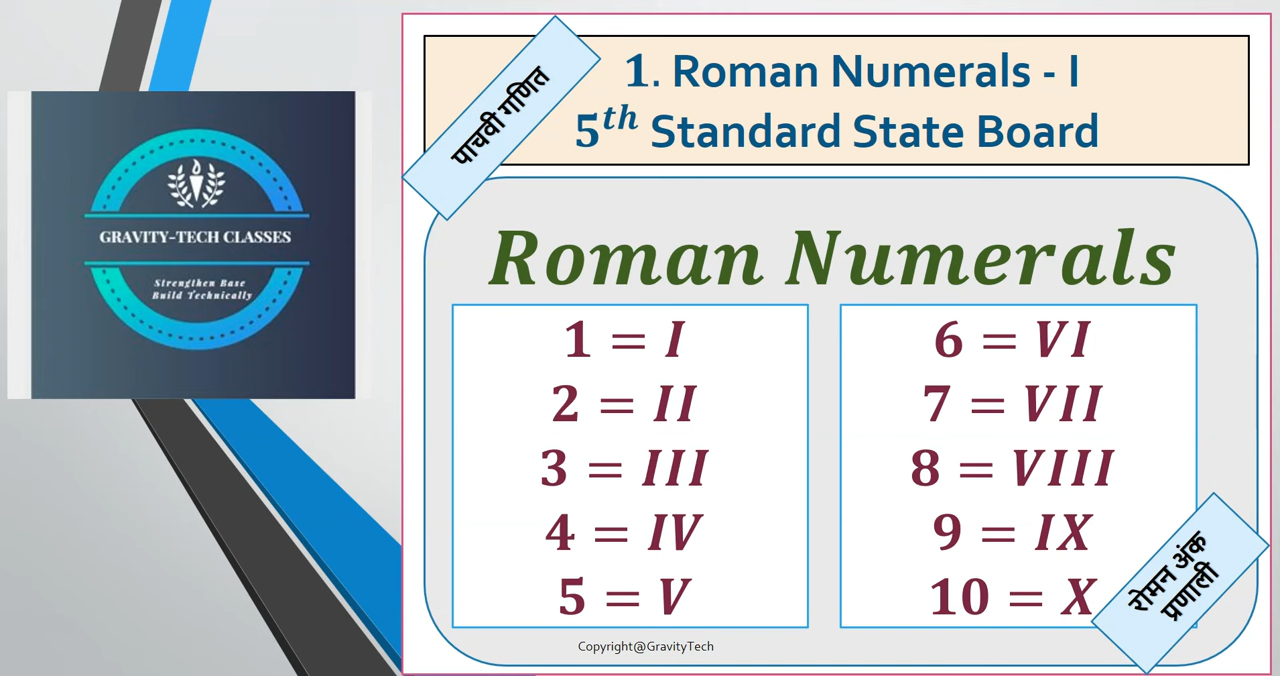 GRAVITY-TECH CLASSES
Strengthen Base
Build Technically
पाचवी गणित
1. Roman Numerals - I
5th Standard State Board
Roman Numerals
1 = I
2 = II
3 = III
4 = IV
5 = V
6 = VI
7 = VII
8 = VIII
9 = IX
10 = X
रोमन अंक
प्रणाली
Copyright@GravityTech